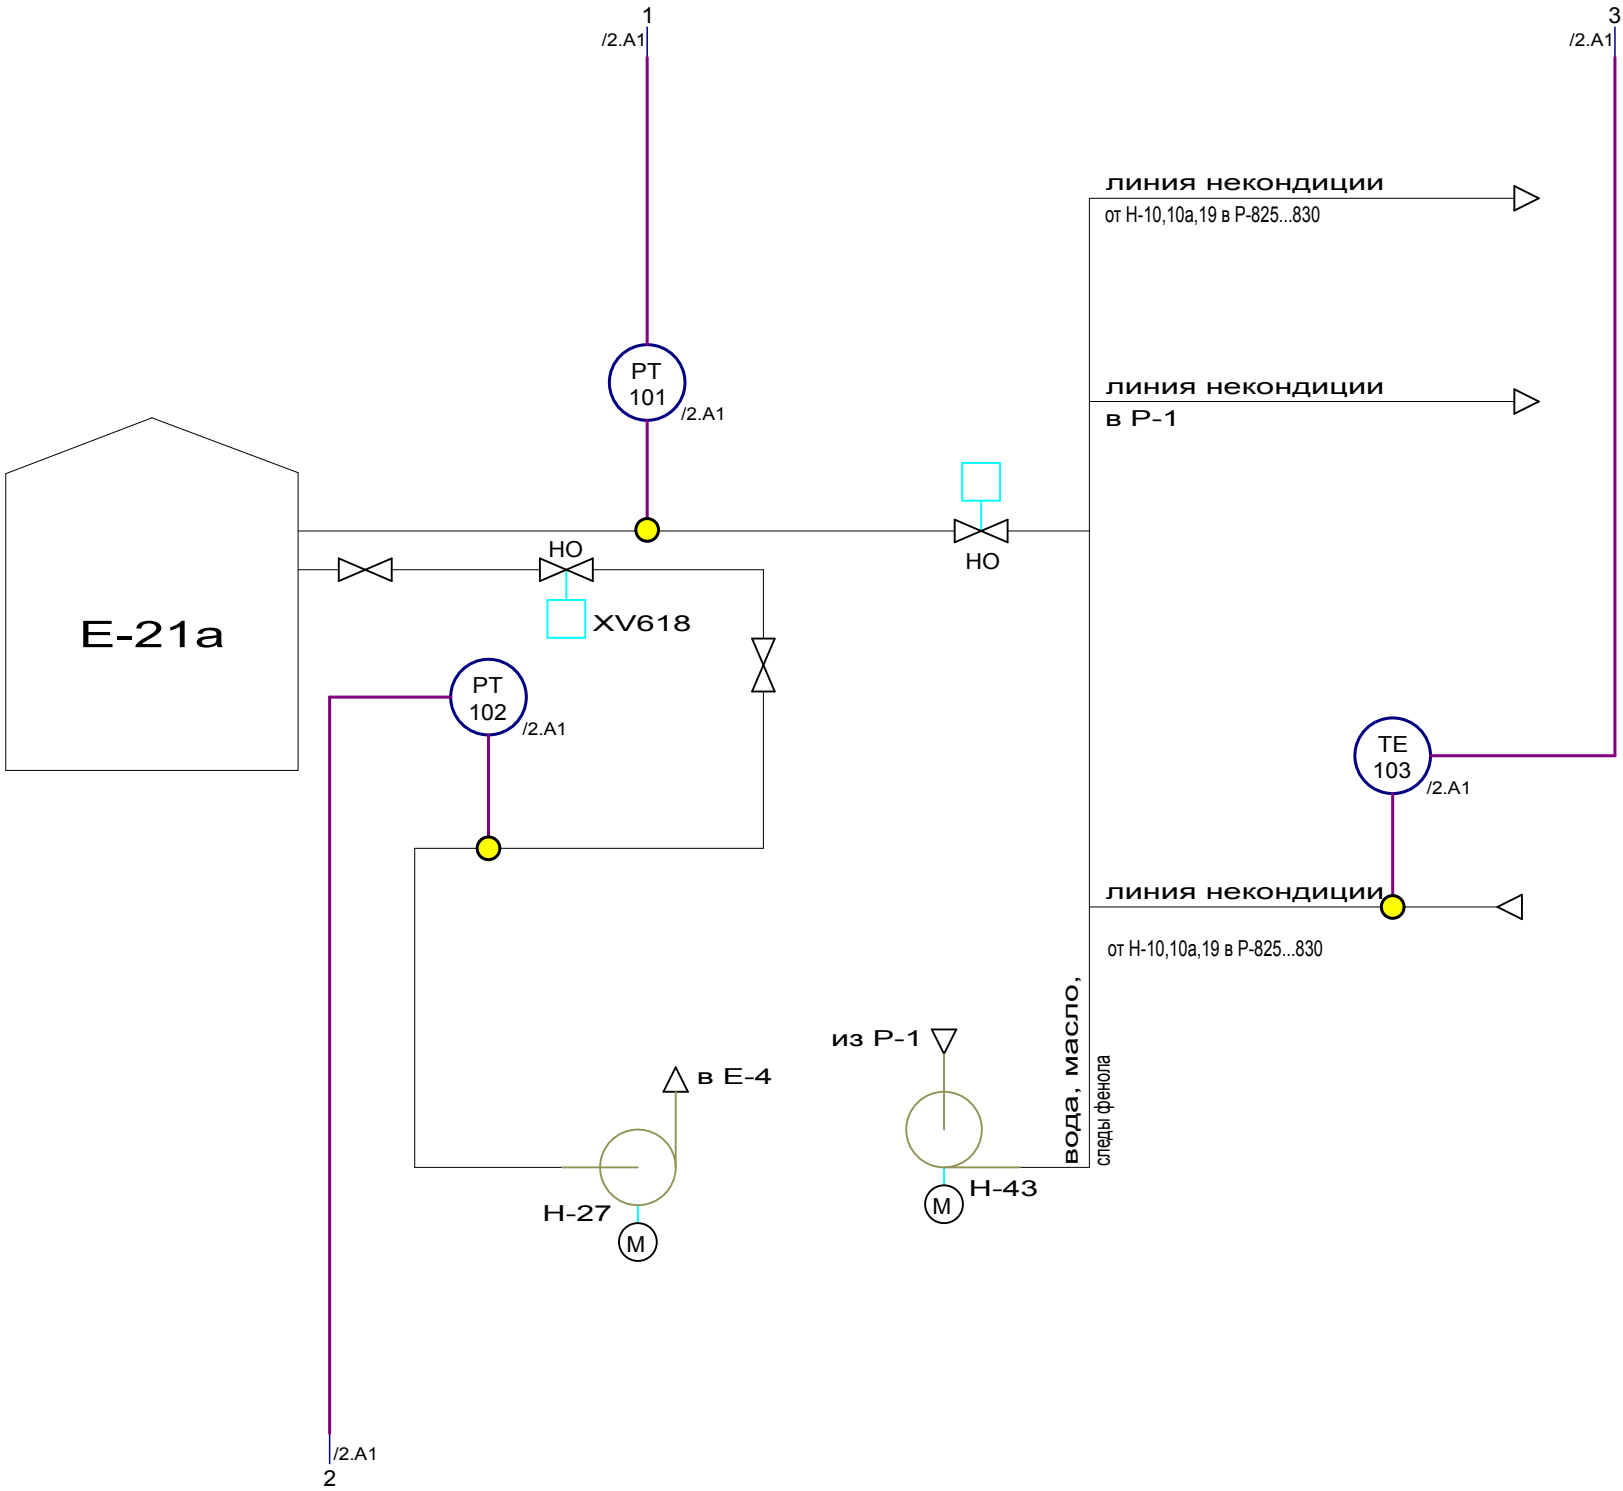 1
/2.A1
3
/2.A1
линия некондиции
от Н-10,10а,19 в Р-825...830
PT
101
/2.A1
линия некондиции
в Р-1
НО
НО
XV618
Е-21а
PT
102
/2.A1
TE
103
/2.A1
линия некондиции
от Н-10,10а,19 в Р-825...830
вода, масло,
следы фенола
из Р-1
в Е-4
Н-43
M
Н-27
M
/2.A1
2